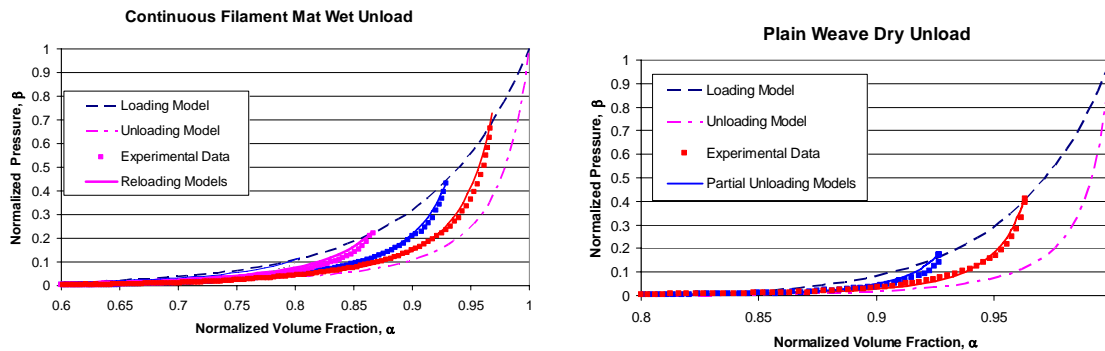 Continuous Filament Mat Wet Unload
1
0.9
0.8
0.7
0.6
0.5
0.4
0.3
0.2
0.1
0
Normalized Pressure, β
Loading Model
Unloading Model
Experimental Data
Reloading Models
0.6 0.65 0.7 0.75 0.8 0.85 0.9 0.95 1
Normalized Volume Fraction, α
Plain Weave Dry Unload
1
0.9
0.8
0.7
0.6
0.5
0.4
0.3
0.2
0.1
0
Normalized Pressure, β
Loading Model
Unloading Model
Experimental Data
Partial Unloading Models
0.8 0.85 0.9 0.95
Normalized Volume Fraction, α